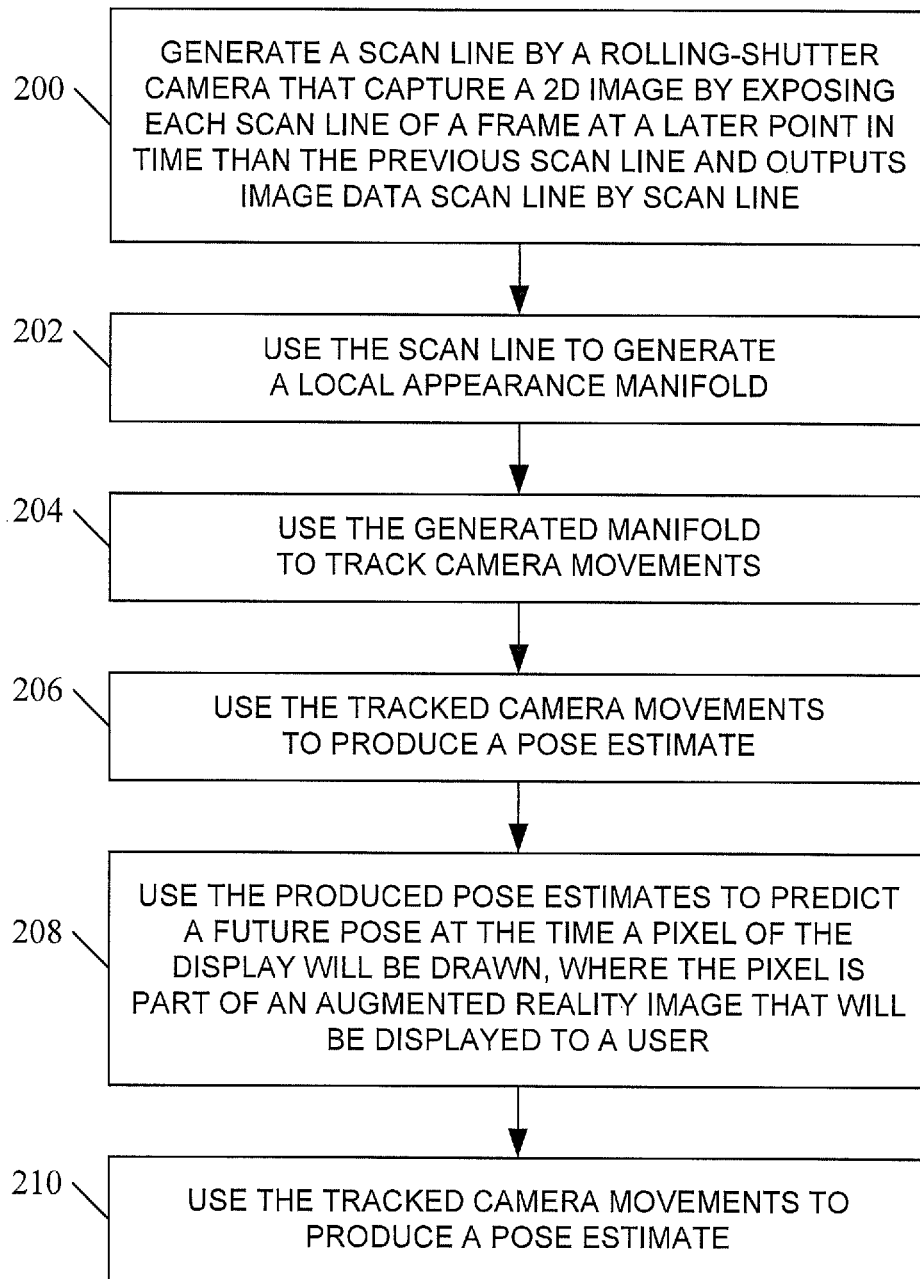 200
GENERATE A SCAN LINE BY A ROLLING-SHUTTER
CAMERA THAT CAPTURE A 2D IMAGE BY EXPOSING
EACH SCAN LINE OF A FRAME AT A LATER POINT IN
TIME THAN THE PREVIOUS SCAN LINE AND OUTPUTS
IMAGE DATA SCAN LINE BY SCAN LINE
202
USE THE SCAN LINE TO GENERATE
A LOCAL APPEARANCE MANIFOLD
204
USE THE GENERATED MANIFOLD
TO TRACK CAMERA MOVEMENTS
206
USE THE TRACKED CAMERA MOVEMENTS
TO PRODUCE A POSE ESTIMATE
208
USE THE PRODUCED POSE ESTIMATES TO PREDICT
A FUTURE POSE AT THE TIME A PIXEL OF THE
DISPLAY WILL BE DRAWN, WHERE THE PIXEL IS
PART OF AN AUGMENTED REALITY IMAGE THAT WILL
BE DISPLAYED TO A USER
210
USE THE TRACKED CAMERA MOVEMENTS TO
PRODUCE A POSE ESTIMATE